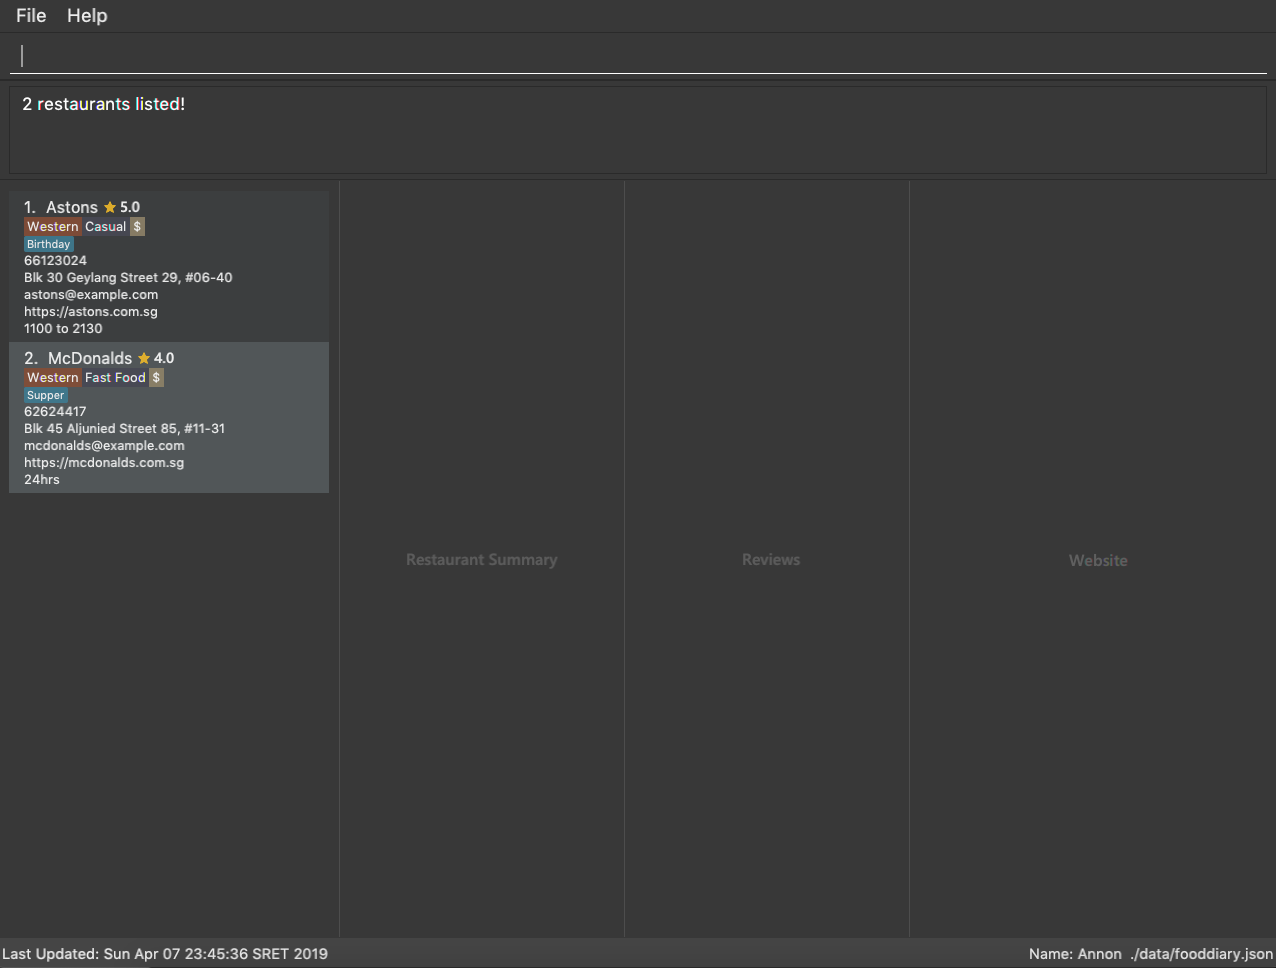 File Help
2 restaurants listed!
1. Astons ★ 5.0
Western Casual $
Birthday
66123024
Blk 30 Geylang Street 29, #06-40
astons@example.com
https://astons.com.sg
1100 to 2130
2. McDonalds ★ 4.0
Western Fast Food $
Supper
62624417
Blk 45 Aljunied Street 85, #11-31
mcdonalds@example.com
https://mcdonalds.com.sg
24hrs
Restaurant Summary
Reviews
Website
Last Updated: Sun Apr 07 23:45:36 SRET 2019
Name: Annon ./data/fooddiary.json